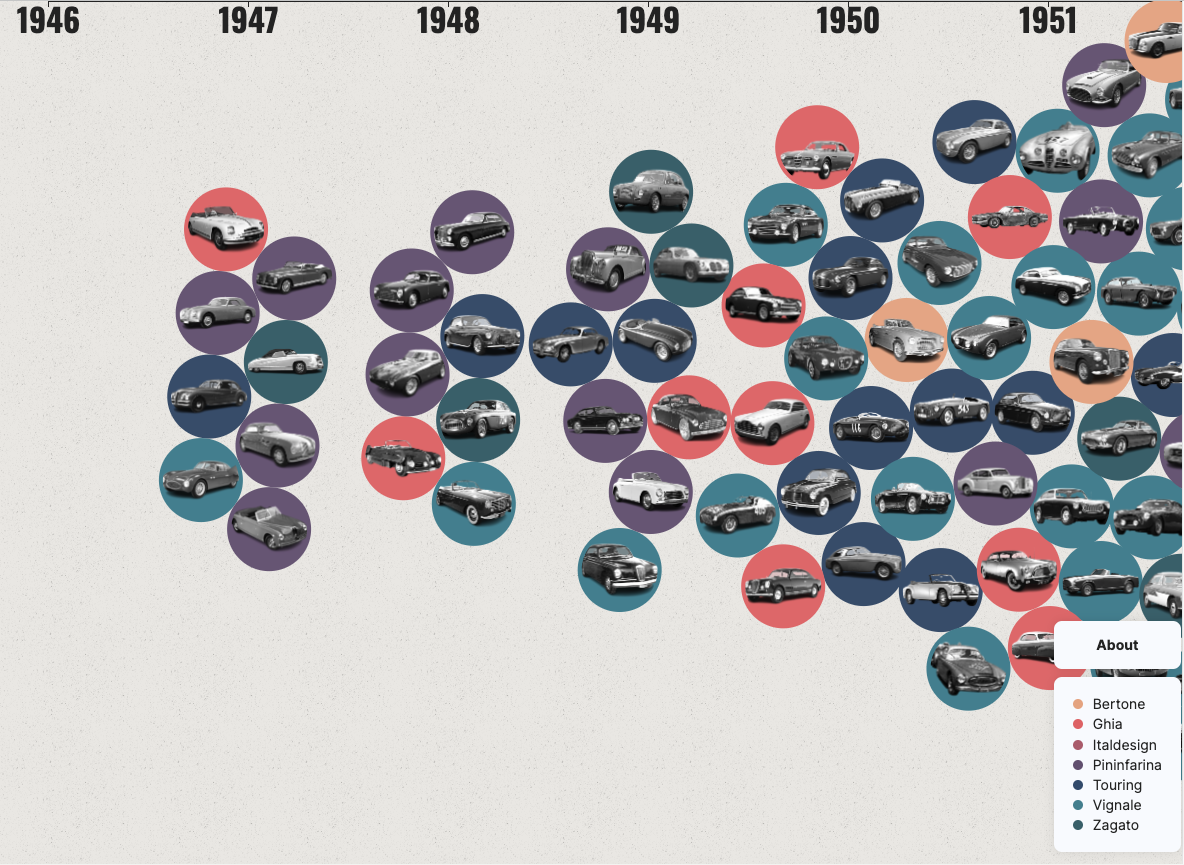 1946
1947
1948
1949
1950
1951
About
Bertone
Ghia
Italdesign
Pininfarina
Touring
Vignale
Zagato